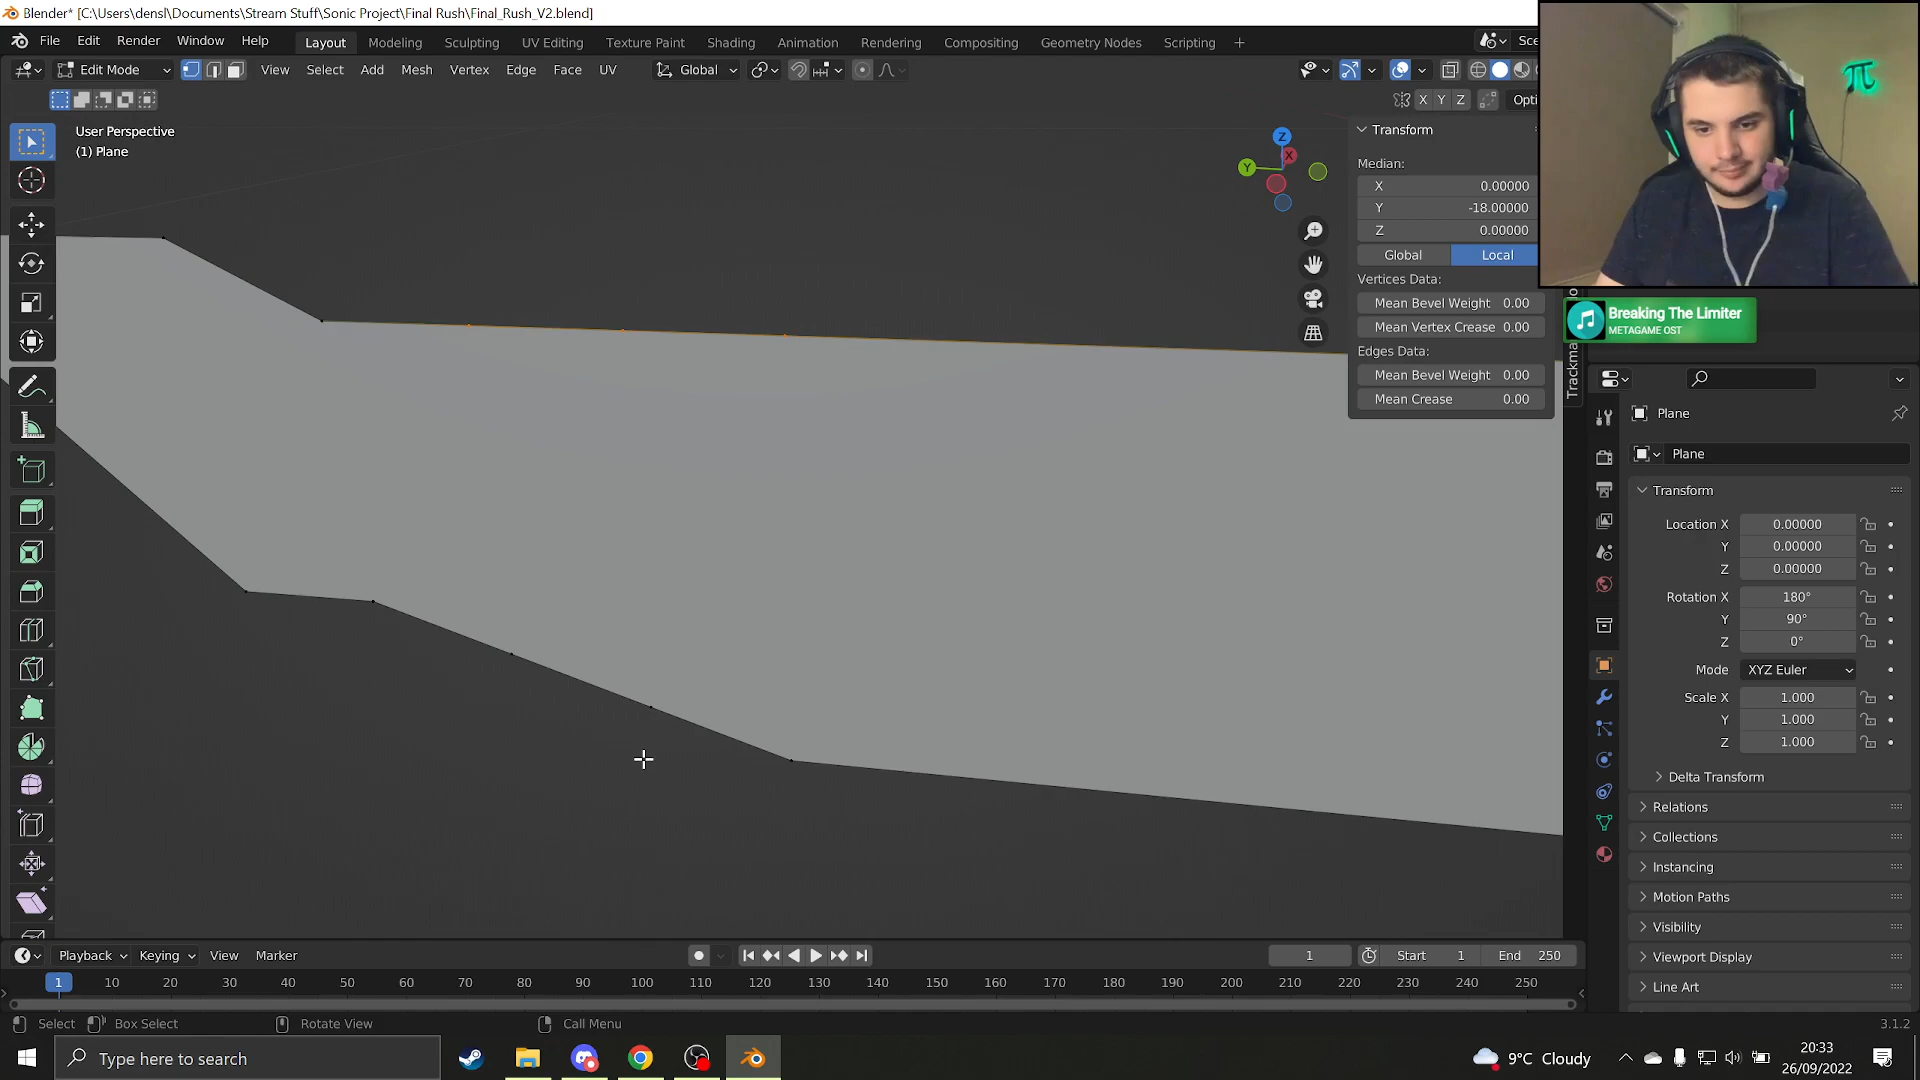 Blender* [C:\Users\densl\Documents\Stream Stuff\Sonic Project\Final Rush\Final_Rush_V2.blend]
File Edit Render Window Help Layout Modeling Sculpting UV Editing Texture Paint Shading Animation Rendering Compositing Geometry Nodes Scripting + Sce
Edit Mode View Select Add Mesh Vertex Edge Face UV Global
X Y Z Opti
User Perspective
(1) Plane
Z
X
Y
Transform
Median:
X 0.00000
Y -18.00000
Z 0.00000
Global Local
Vertices Data:
Mean Bevel Weight 0.00
Mean Vertex Crease 0.00
Edges Data:
Mean Bevel Weight 0.00
Mean Crease 0.00
Trackma
π
Breaking The Limiter
METAGAME OST
Plane
Plane
Transform
Location X 0.00000
Y 0.00000
Z 0.00000
Rotation X 180°
Y 90°
Z 0°
Mode XYZ Euler
Scale X 1.000
Y 1.000
Z 1.000
Delta Transform
Relations
Collections
Instancing
Motion Paths
Visibility
Viewport Display
Line Art
Playback Keying View Marker
1 Start 1 End 250
1 10 20 30 40 50 60 70 80 90 100 110 120 130 140 150 160 170 180 190 200 210 220 230 240 250
Select Box Select Rotate View Call Menu 3.1.2
Type here to search
9°C Cloudy
20:33
26/09/2022